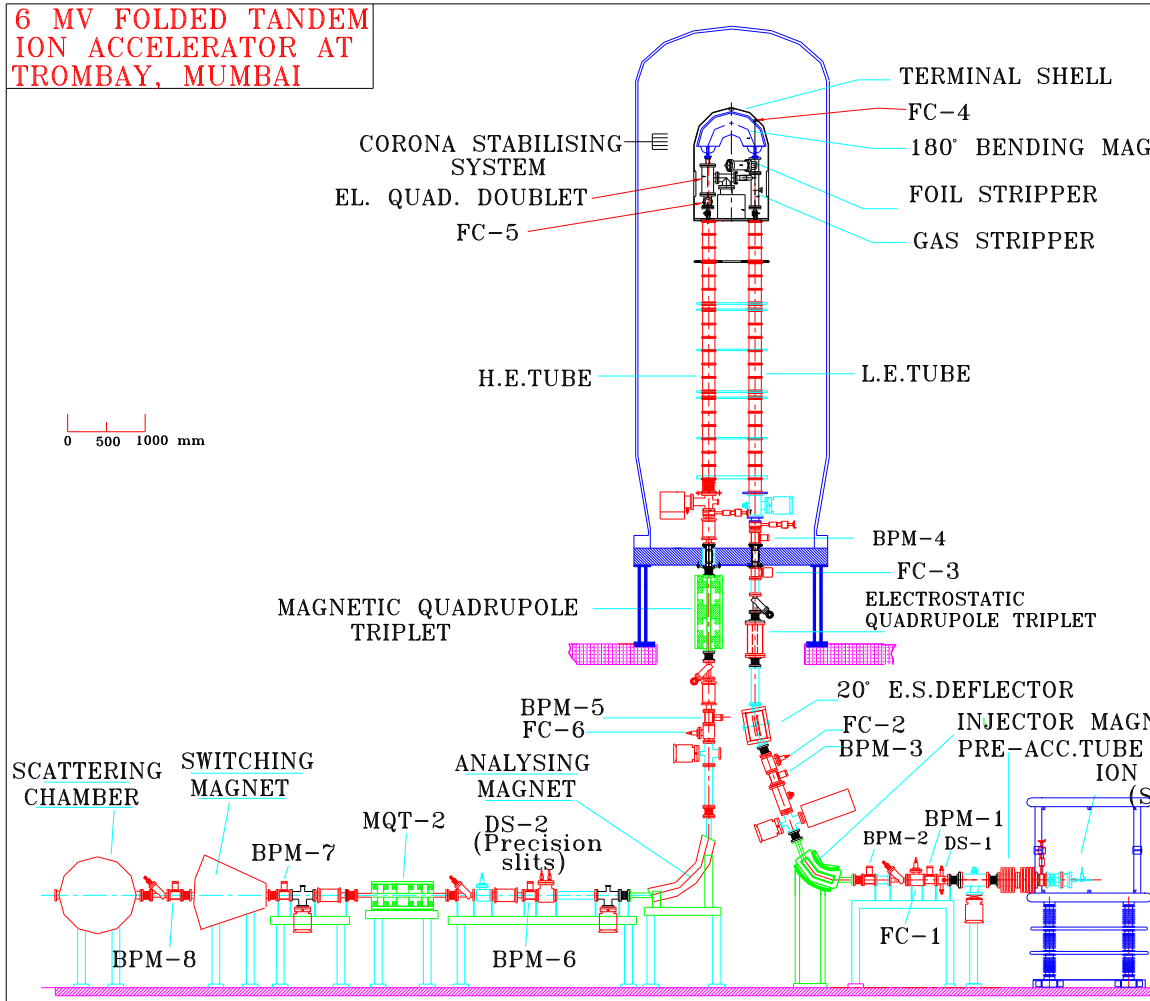 6 MV FOLDED TANDEM
ION ACCELERATOR AT
TROMBAY, MUMBAI
TERMINAL SHELL
FC-4
CORONA STABILISING
SYSTEM
180° BENDING MAG
EL. QUAD. DOUBLET
FOIL STRIPPER
FC-5
GAS STRIPPER
H.E.TUBE
L.E.TUBE
0 500 1000 mm
BPM-4
FC-3
MAGNETIC QUADRUPOLE
TRIPLET
ELECTROSTATIC
QUADRUPOLE TRIPLET
20° E.S.DEFLECTOR
BPM-5
FC-6
FC-2
BPM-3
INJECTOR MAGN
PRE-ACC.TUBE
ION
(S
SCATTERING
CHAMBER
SWITCHING
MAGNET
ANALYSING
MAGNET
MQT-2
DS-2
(Precision
slits)
BPM-7
BPM-1
BPM-2
DS-1
BPM-8
BPM-6
FC-1